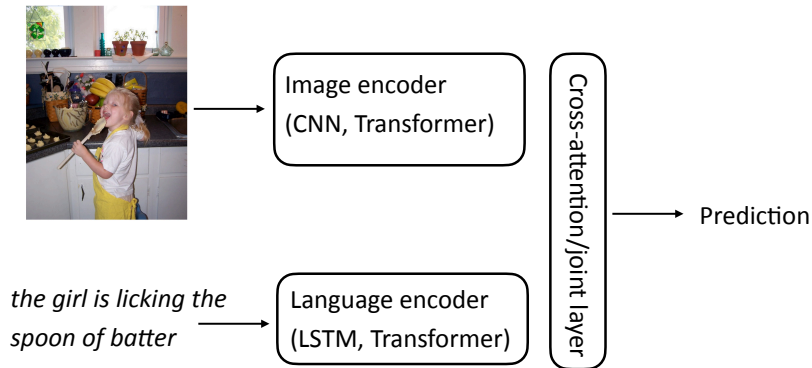 Image encoder
(CNN, Transformer)
Cross-attention/joint layer
Prediction
the girl is licking the
spoon of batter
Language encoder
(LSTM, Transformer)